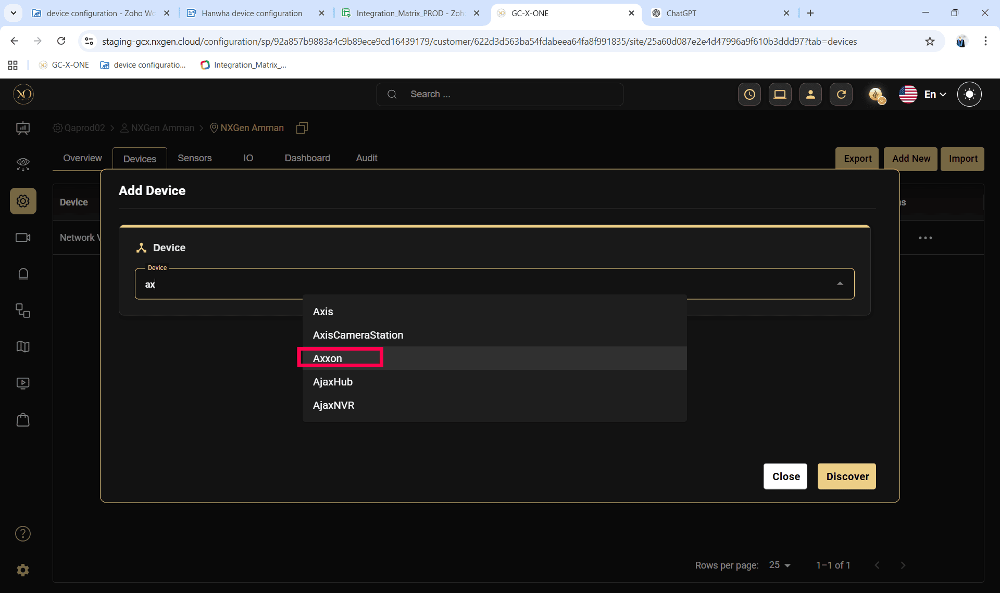 device configuration - Zoho Wo
Hanwha device configuration
Integration_Matrix_PROD - Zoh
GC-X-ONE
ChatGPT
staging-gcx.nxgen.cloud/configuration/sp/92a857b9883a4c9b89ece9cd16439179/customer/622d3d563ba54fdabeea64fa8f991835/site/25a60d087e2e4d47996a9f610b3ddd97?tab=devices
GC-X-ONE
device configuratio...
Integration_Matrix_...
XO
Search ...
En
Qaprod02
NXGen Amman
NXGen Amman
Overview
Devices
Sensors
IO
Dashboard
Audit
Export
Add New
Import
Add Device
Device
s
Network V
Device
Device
ax
Axis
AxisCameraStation
Axxon
AjaxHub
AjaxNVR
Close
Discover
Rows per page: 25
1–1 of 1